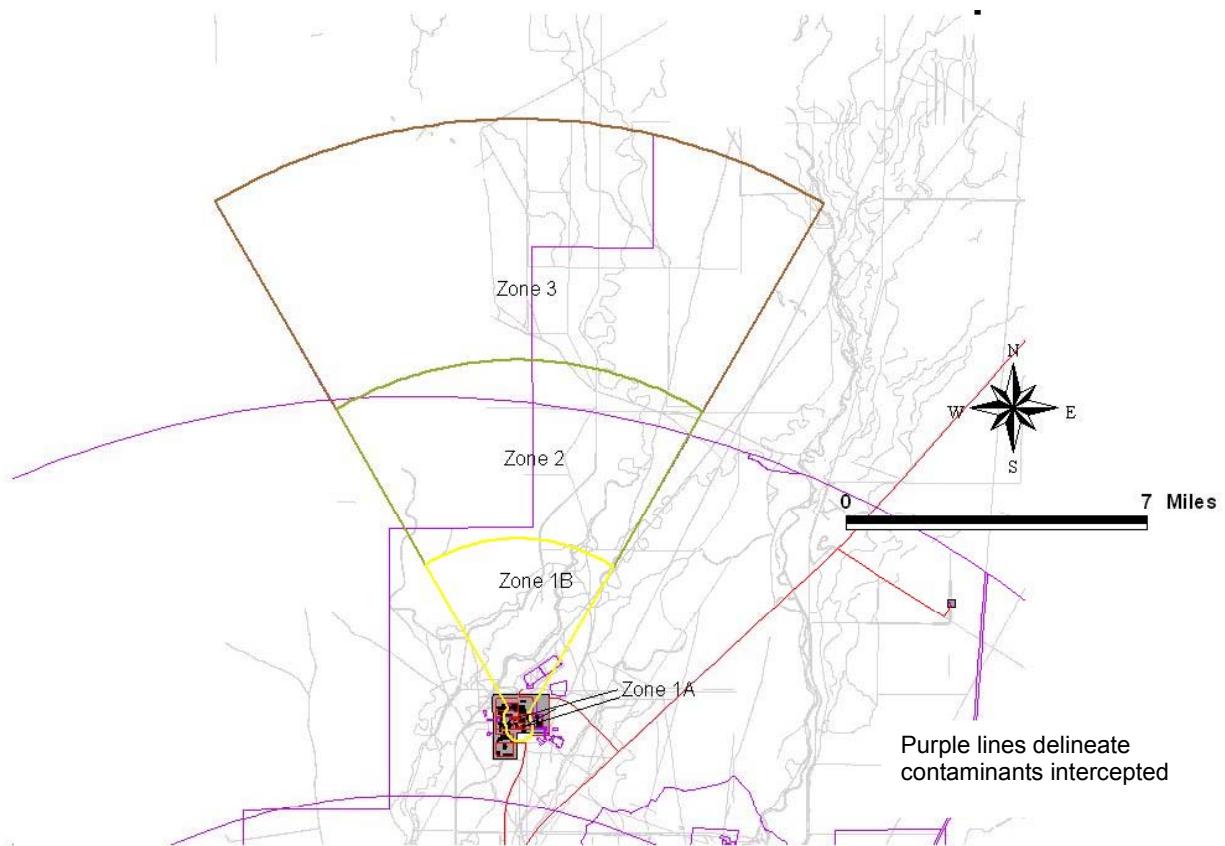 Zone 3
N
W
E
Zone 2
S
0
7 Miles
Zone 1B
Zone 1A
Purple lines delineate
contaminants intercepted